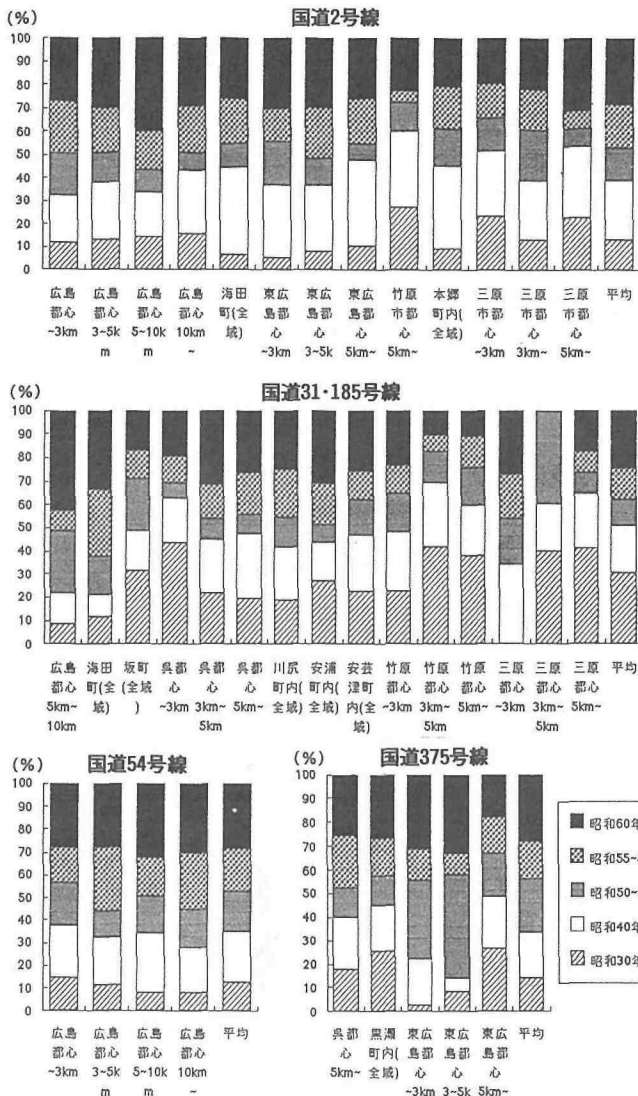 国道2号線
(%)
100
90
80
70
60
50
40
30
20
10
0
広島都心~3km
広島都心3~5km
広島都心5~10km
広島都心10km~
海田町(全域)
東広島都心~3km
東広島都心3~5k
東広島都心5km~
竹原市都心5km~
本郷町内(全域)
三原市都心~3km
三原市都心3km~
三原市都心5km~
平均
国道31・185号線
(%)
100
90
80
70
60
50
40
30
20
10
0
広島都心5km~10km
海田町(全域)
坂町(全域)
呉都心~3km
呉都心3km~5km
呉都心5km~
川尻町内(全域)
安浦町内(全域)
安芸津町内(全域)
竹原都心~3km
竹原都心3km~5km
竹原都心5km~
三原都心~3km
三原都心3km~5km
三原都心5km~
平均
国道54号線
(%)
100
90
80
70
60
50
40
30
20
10
0
広島都心~3km
広島都心3~5km
広島都心5~10km
広島都心10km~
平均
国道375号線
(%)
100
90
80
70
60
50
40
30
20
10
0
呉都心5km~
黒瀬町内(全域)
東広島都心~3km
東広島都心3~5k
東広島都心5km~
平均
昭和60年
昭和55~
昭和50~
昭和40年
昭和30年